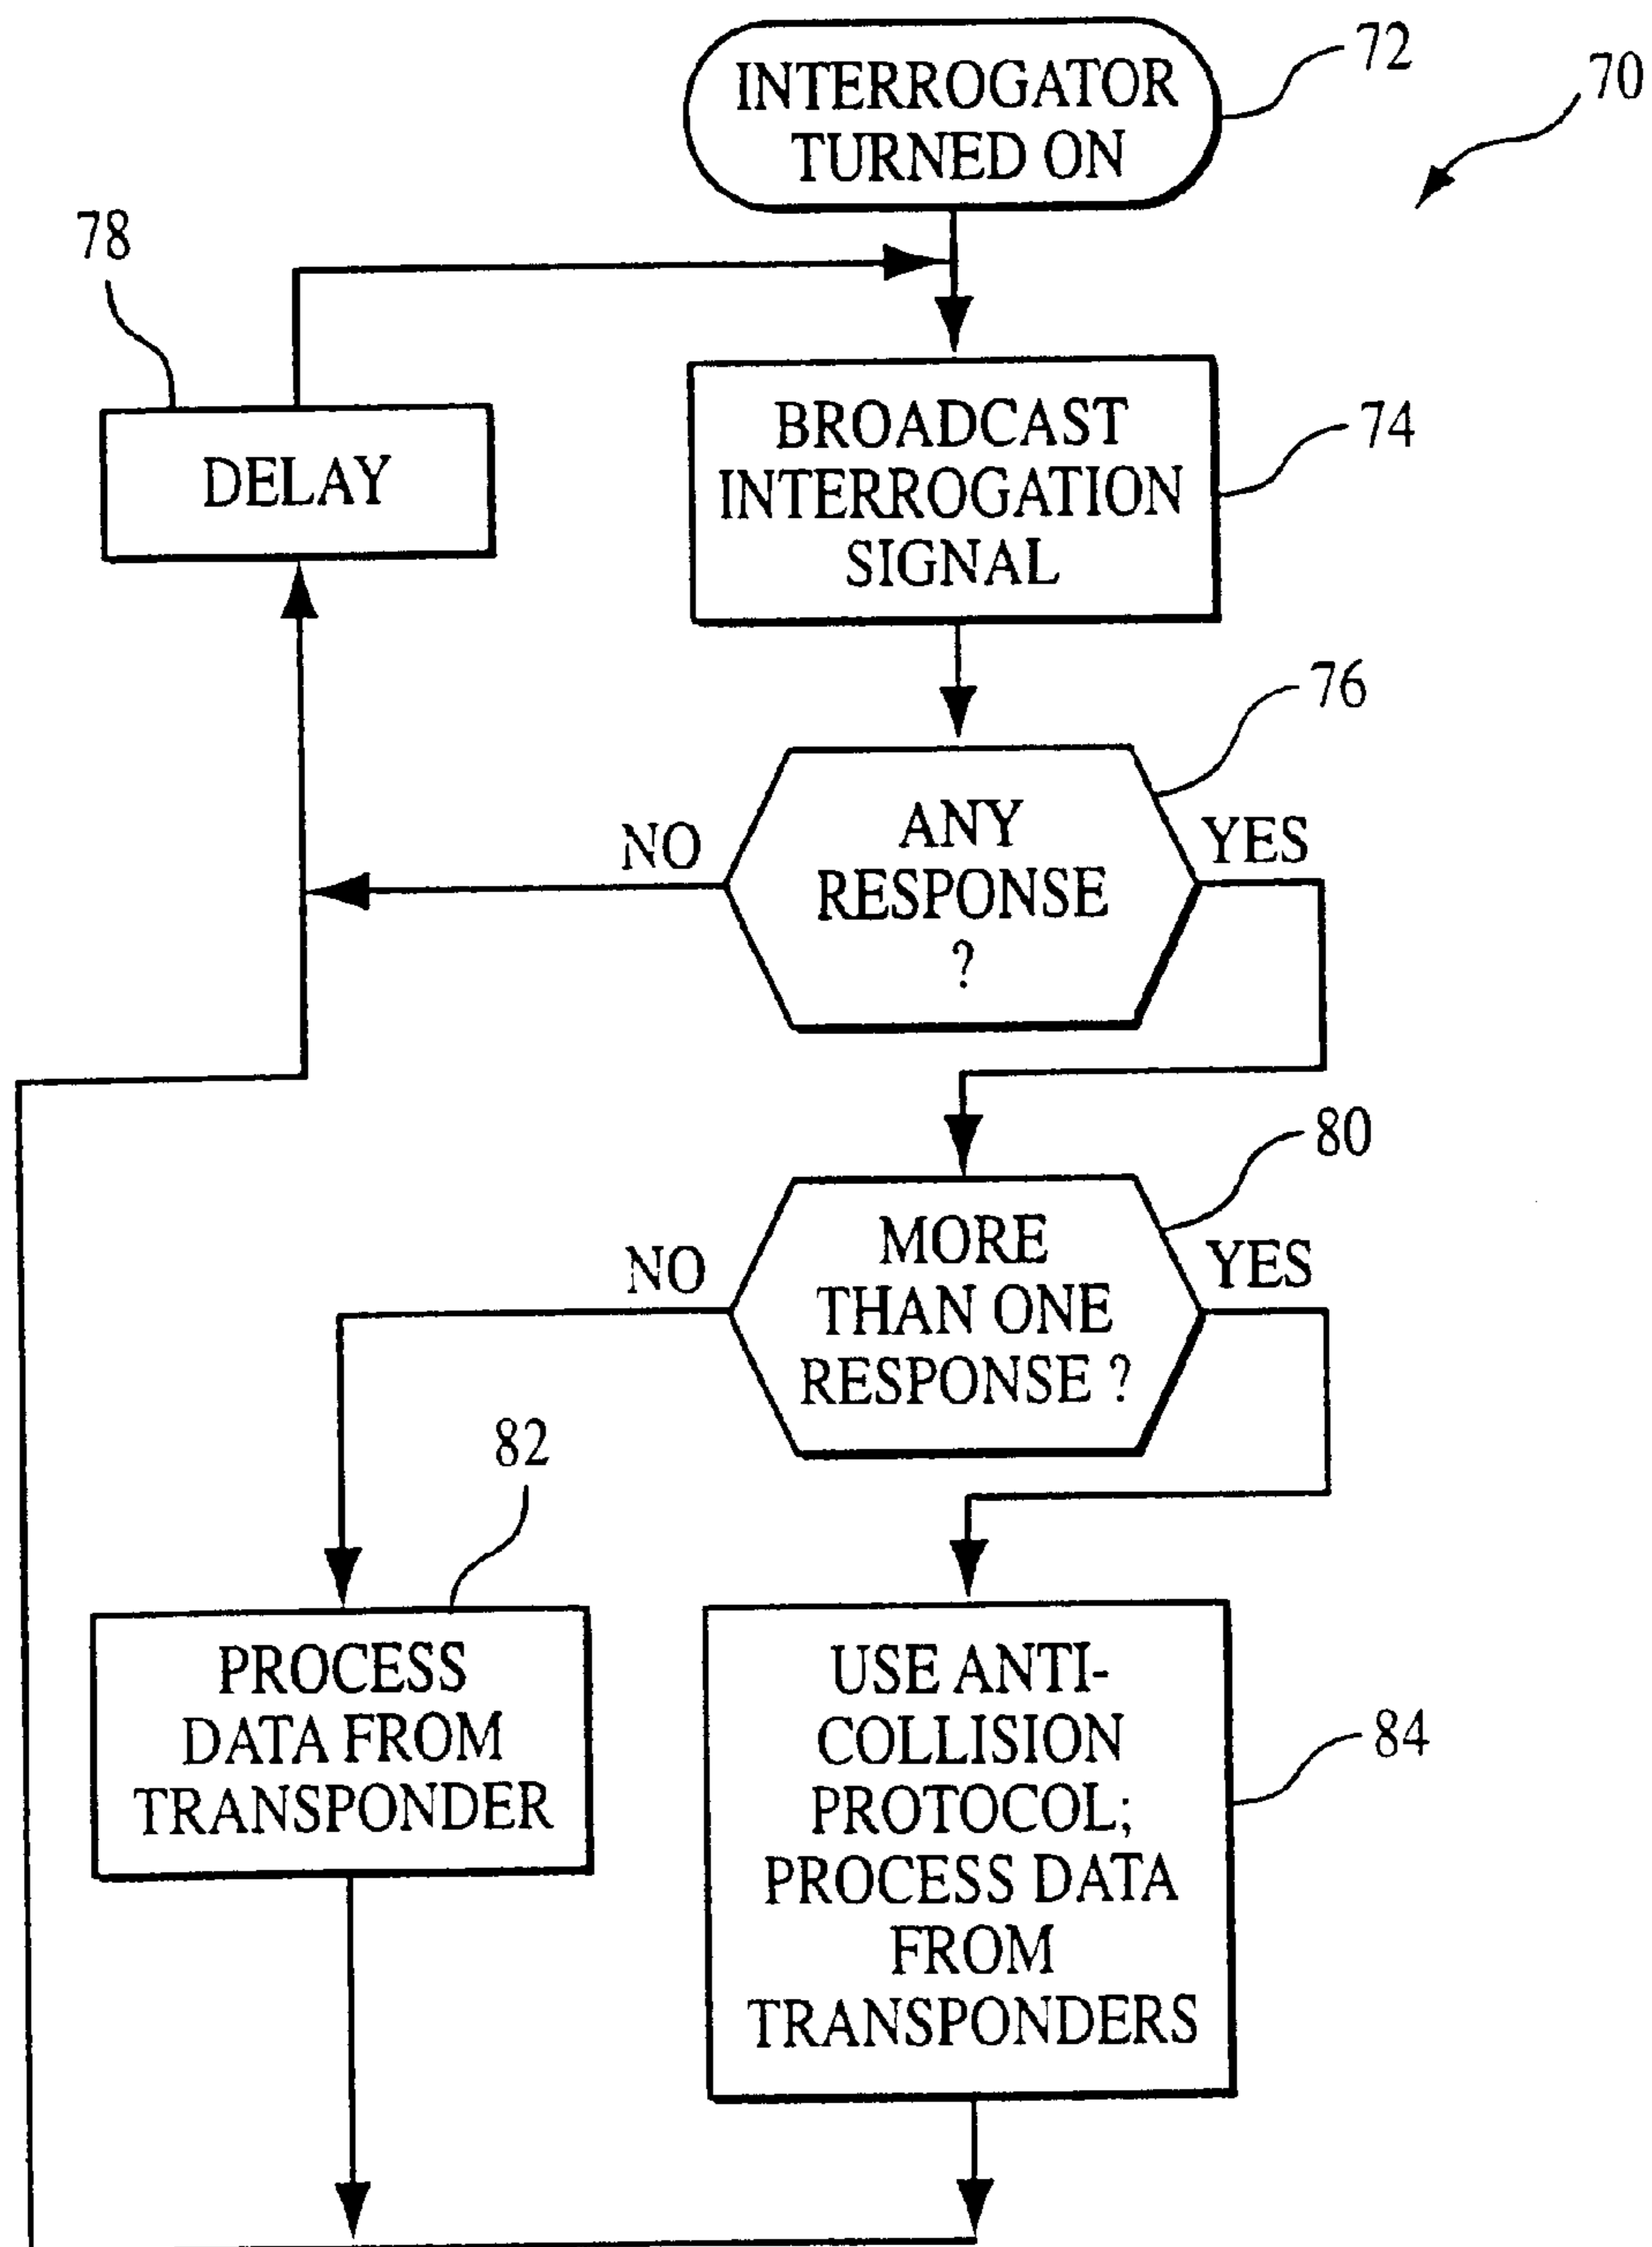 INTERROGATOR
TURNED ON
72
70
78
DELAY
BROADCAST
INTERROGATION
SIGNAL
74
76
NO
ANY
RESPONSE
?
YES
80
NO
MORE
THAN ONE
RESPONSE ?
YES
82
PROCESS
DATA FROM
TRANSPONDER
USE ANTI-
COLLISION
PROTOCOL;
PROCESS DATA
FROM
TRANSPONDERS
84